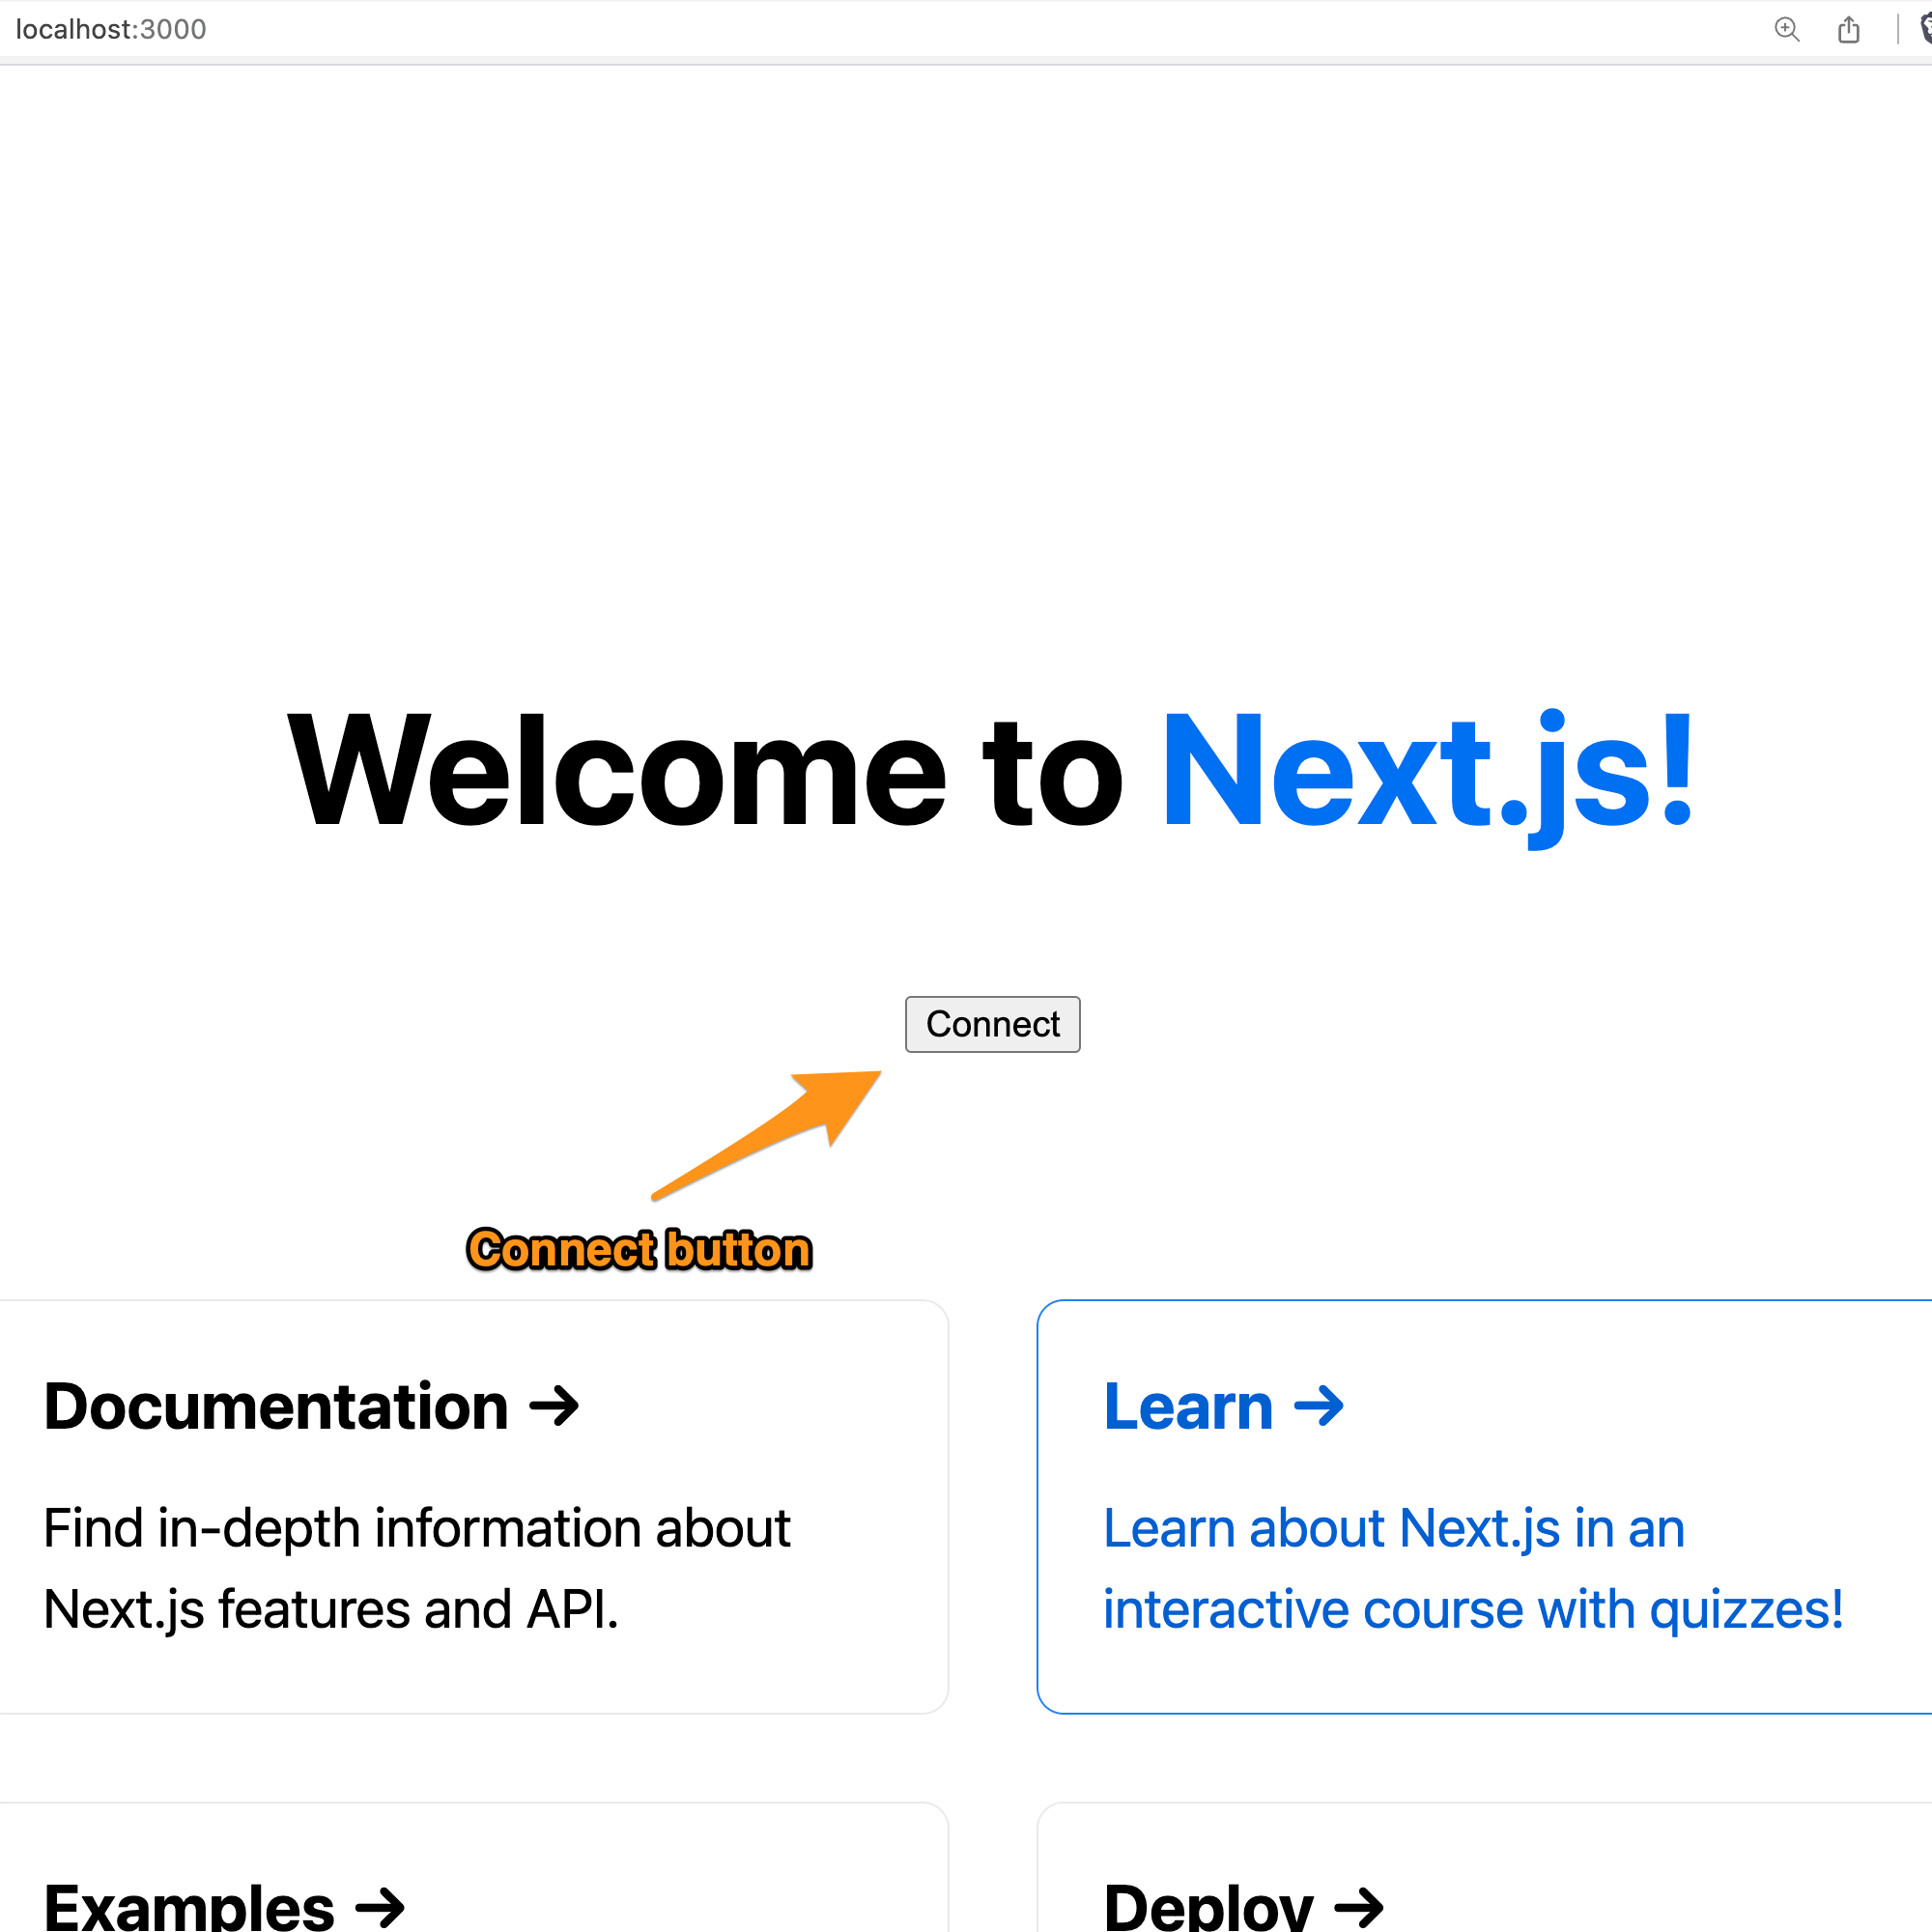 localhost:3000
Welcome to Next.js!
Connect
Connect button
Documentation →
Learn →
Find in-depth information about
Next.js features and API.
Learn about Next.js in an
interactive course with quizzes!
Examples →
Deploy →